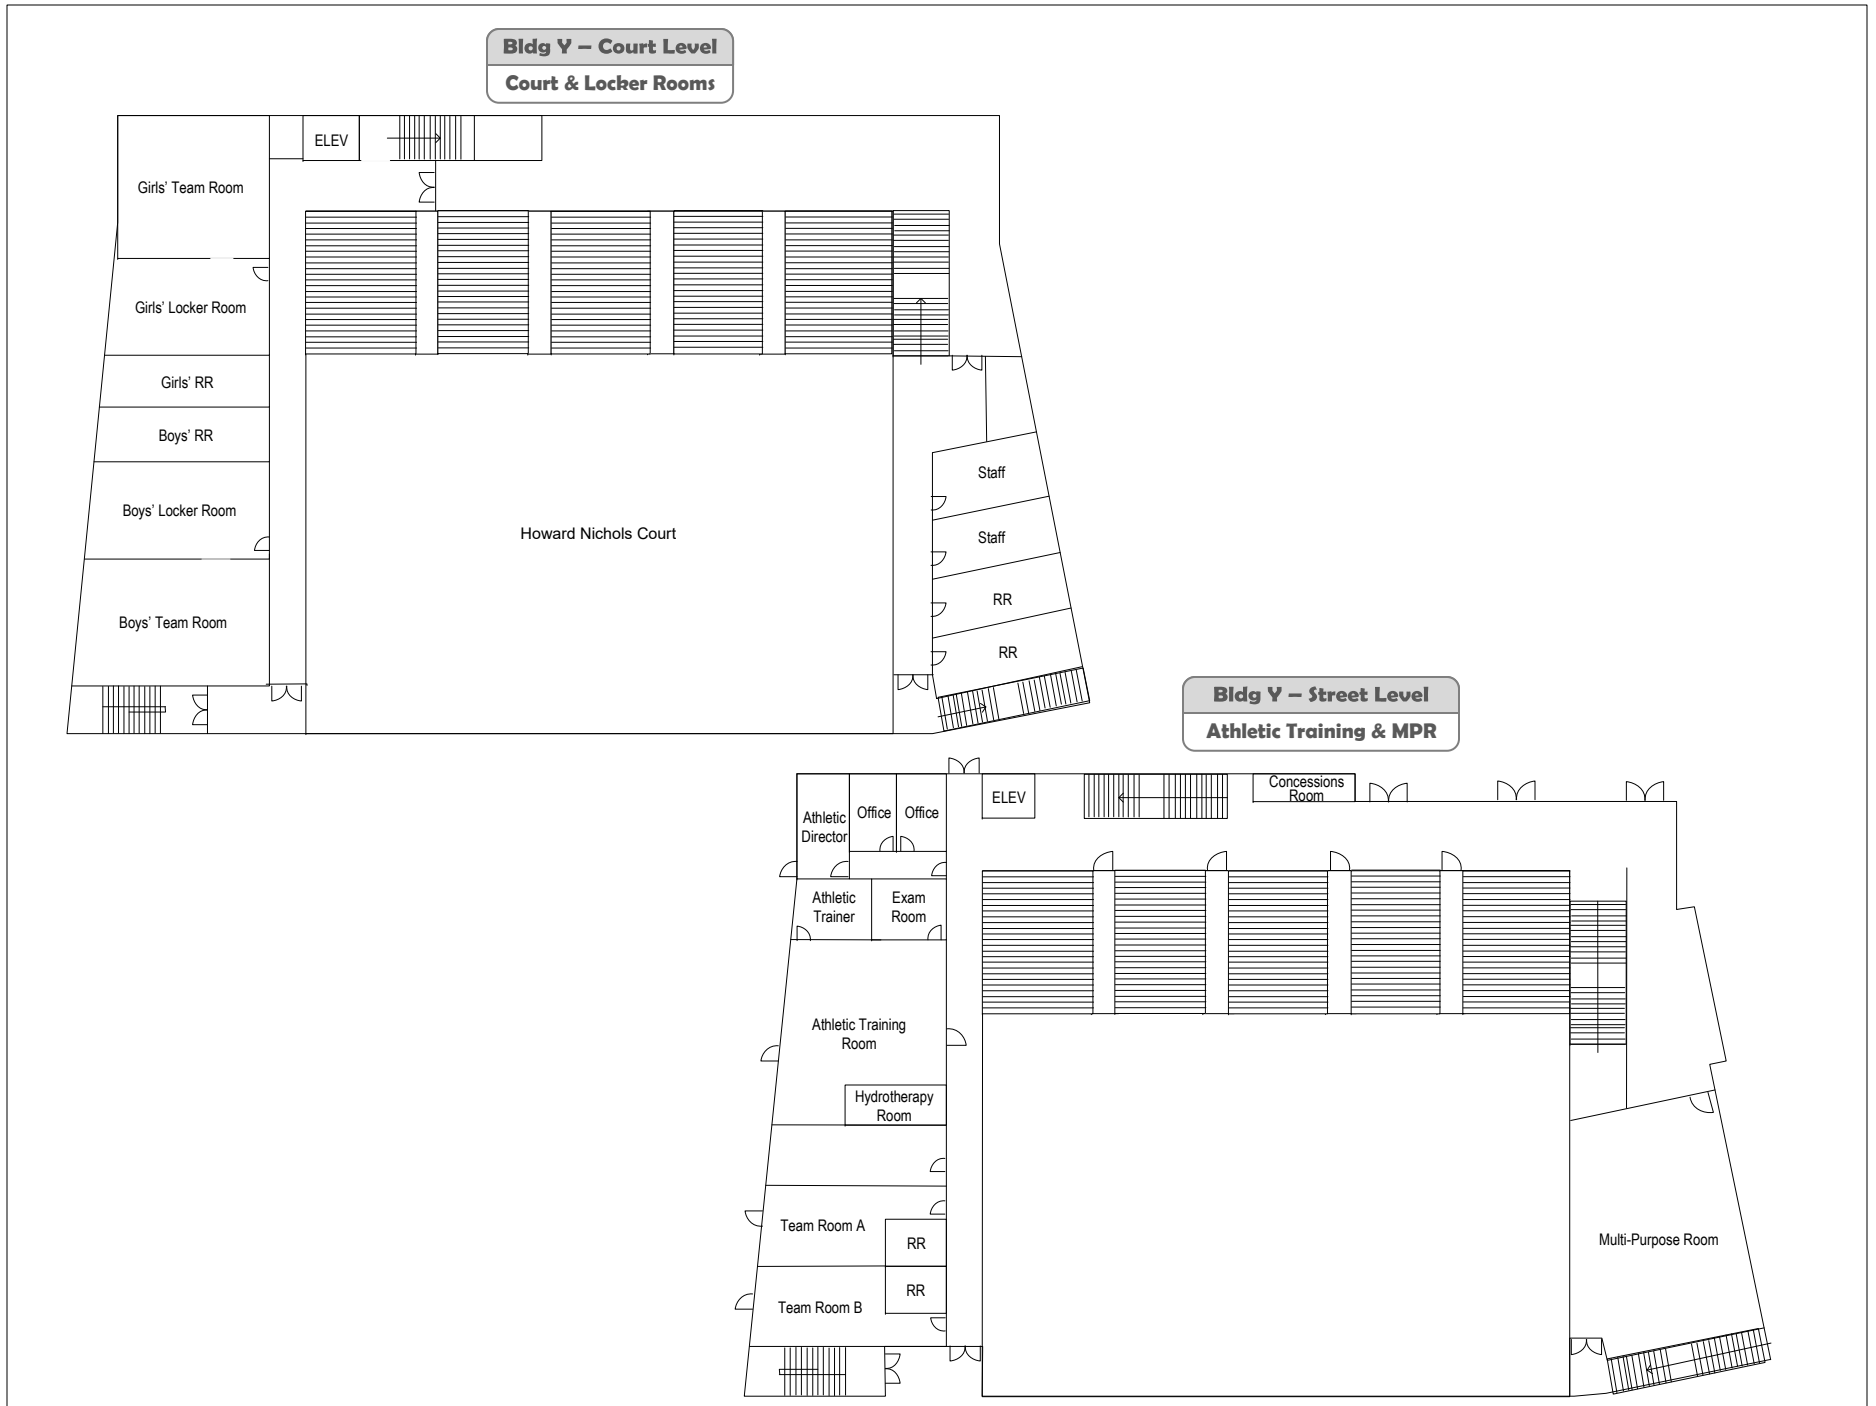 Bldg Y – Court Level
Court & Locker Rooms
ELEV
Girls’ Team Room
Girls’ Locker Room
Girls’ RR
Boys’ RR
Boys’ Locker Room
Boys’ Team Room
Howard Nichols Court
Staff
Staff
RR
RR
Bldg Y – Street Level
Athletic Training & MPR
Athletic
Director
Office
Office
ELEV
Concessions
Room
Athletic
Trainer
Exam
Room
Athletic Training
Room
Hydrotherapy
Room
Team Room A
RR
RR
Team Room B
Multi-Purpose Room